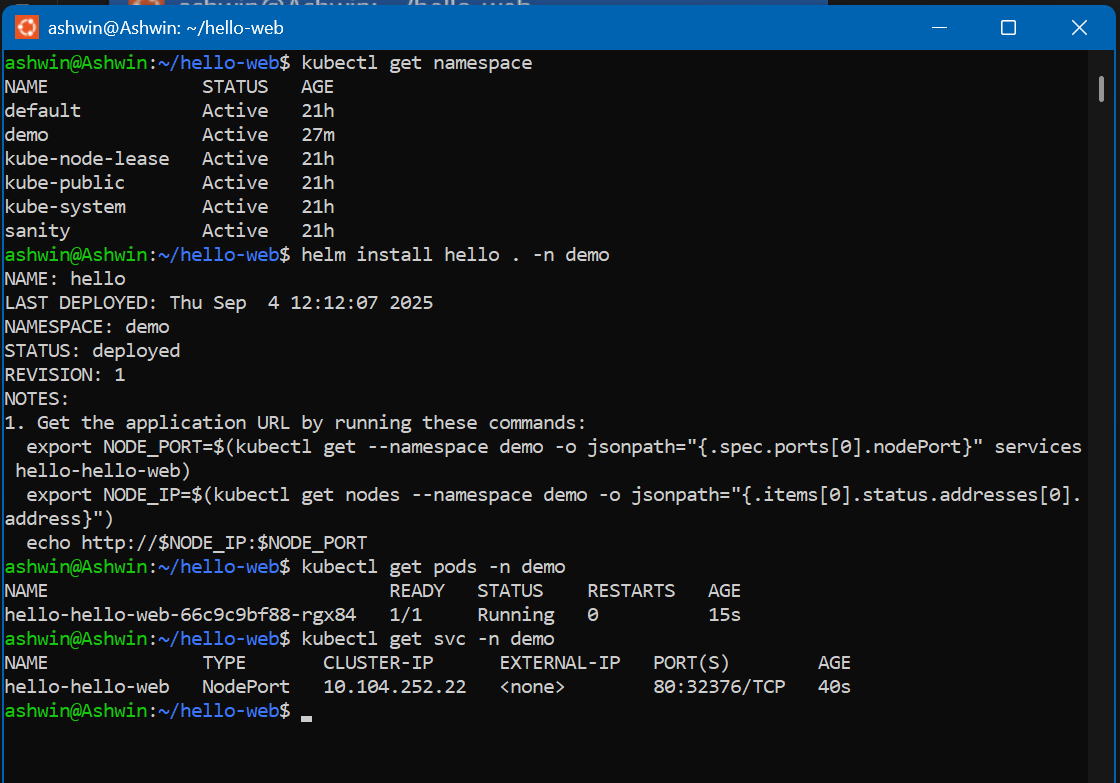 ashwin@Ashwin: ~/hello-web
ashwin@Ashwin:~/hello-web$ kubectl get namespace
NAME              STATUS   AGE
default           Active   21h
demo              Active   27m
kube-node-lease   Active   21h
kube-public       Active   21h
kube-system       Active   21h
sanity            Active   21h
ashwin@Ashwin:~/hello-web$ helm install hello . -n demo
NAME: hello
LAST DEPLOYED: Thu Sep  4 12:12:07 2025
NAMESPACE: demo
STATUS: deployed
REVISION: 1
NOTES:
1. Get the application URL by running these commands:
  export NODE_PORT=$(kubectl get --namespace demo -o jsonpath="{.spec.ports[0].nodePort}" services
 hello-hello-web)
  export NODE_IP=$(kubectl get nodes --namespace demo -o jsonpath="{.items[0].status.addresses[0].
address}")
  echo http://$NODE_IP:$NODE_PORT
ashwin@Ashwin:~/hello-web$ kubectl get pods -n demo
NAME                               READY   STATUS    RESTARTS   AGE
hello-hello-web-66c9c9bf88-rgx84   1/1     Running   0          15s
ashwin@Ashwin:~/hello-web$ kubectl get svc -n demo
NAME              TYPE       CLUSTER-IP      EXTERNAL-IP   PORT(S)        AGE
hello-hello-web   NodePort   10.104.252.22   <none>        80:32376/TCP   40s
ashwin@Ashwin:~/hello-web$